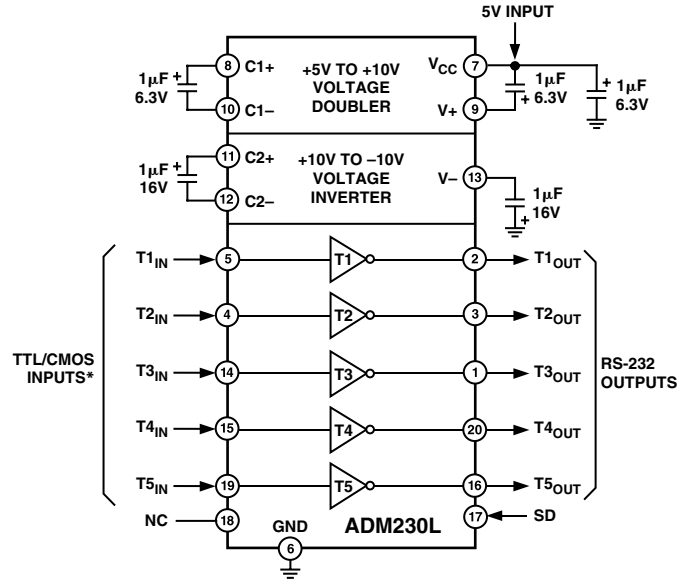 5V INPUT
1μF
6.3V
+
8
C1+
10
C1–
+5V TO +10V
VOLTAGE
DOUBLER
VCC
7
V+
9
1μF
6.3V
+
+
1μF
6.3V
1μF
16V
+
11
C2+
12
C2–
+10V TO –10V
VOLTAGE
INVERTER
V–
13
1μF
16V
+
TTL/CMOS
INPUTS*
T1IN
5
T1
2
T1OUT
T2IN
4
T2
3
T2OUT
T3IN
14
T3
1
T3OUT
T4IN
15
T4
20
T4OUT
T5IN
19
T5
16
T5OUT
RS-232
OUTPUTS
NC
18
GND
6
ADM230L
17
SD